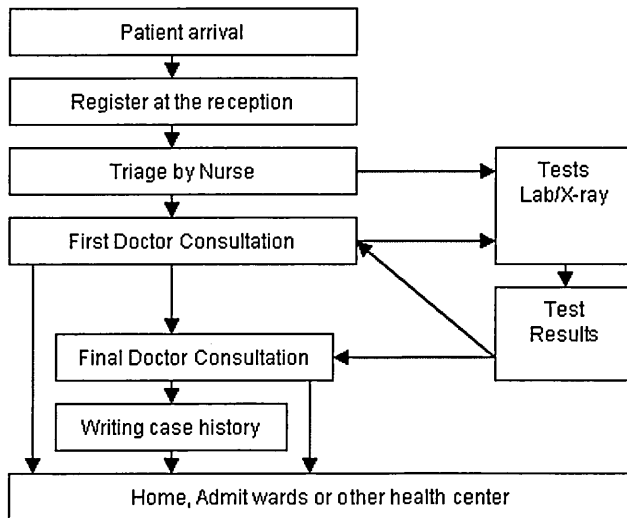 Patient arrival
Register at the reception
Triage by Nurse
Tests
Lab/X-ray
First Doctor Consultation
Test
Results
Final Doctor Consultation
Writing case history
Home, Admit wards or other health center